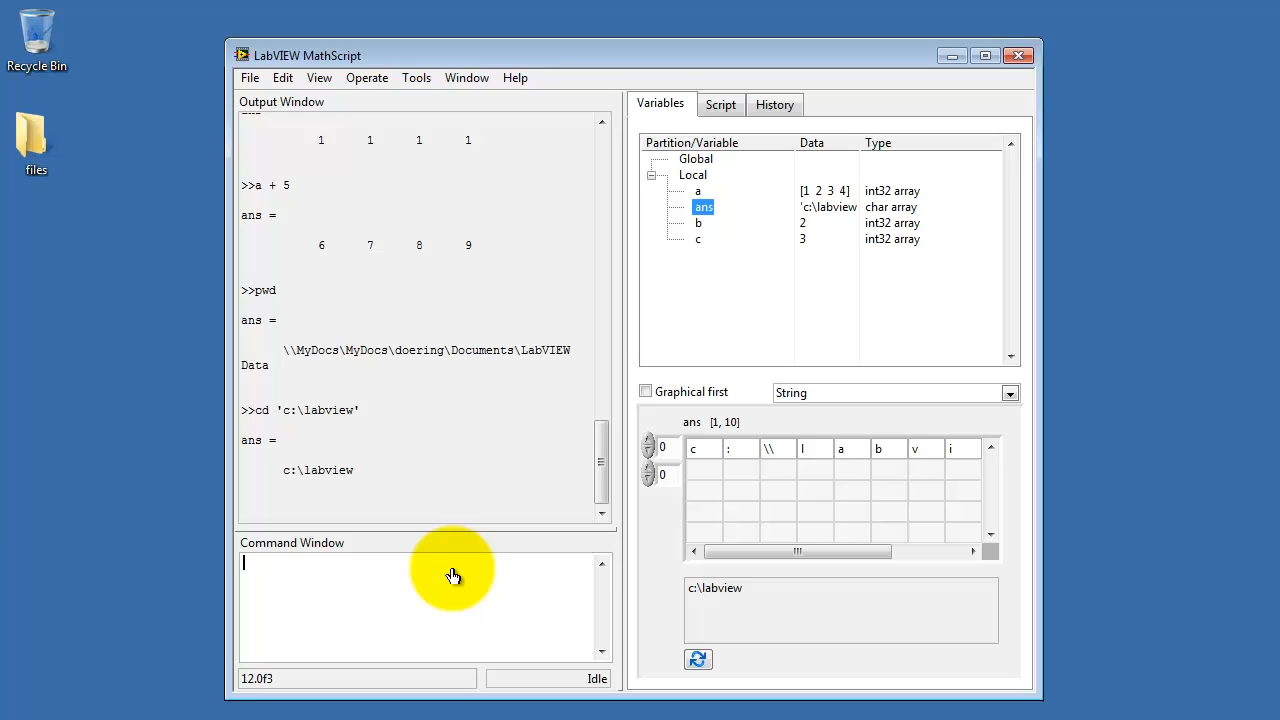 Recycle Bin
files
LabVIEW MathScript
File Edit View Operate Tools Window Help
Output Window
1 1 1 1
>>a + 5
ans =
6 7 8 9
>>pwd
ans =
\\MyDocs\MyDocs\doering\Documents\LabVIEW
Data
>>cd 'c:\labview'
ans =
c:\labview
Command Window
12.0f3
Idle
Variables Script History
Partition/Variable Data Type
Global
Local
a [1 2 3 4] int32 array
ans 'c:\labview char array
b 2 int32 array
c 3 int32 array
Graphical first String
ans [1, 10]
0 c : \\ l a b v i
0
c:\labview